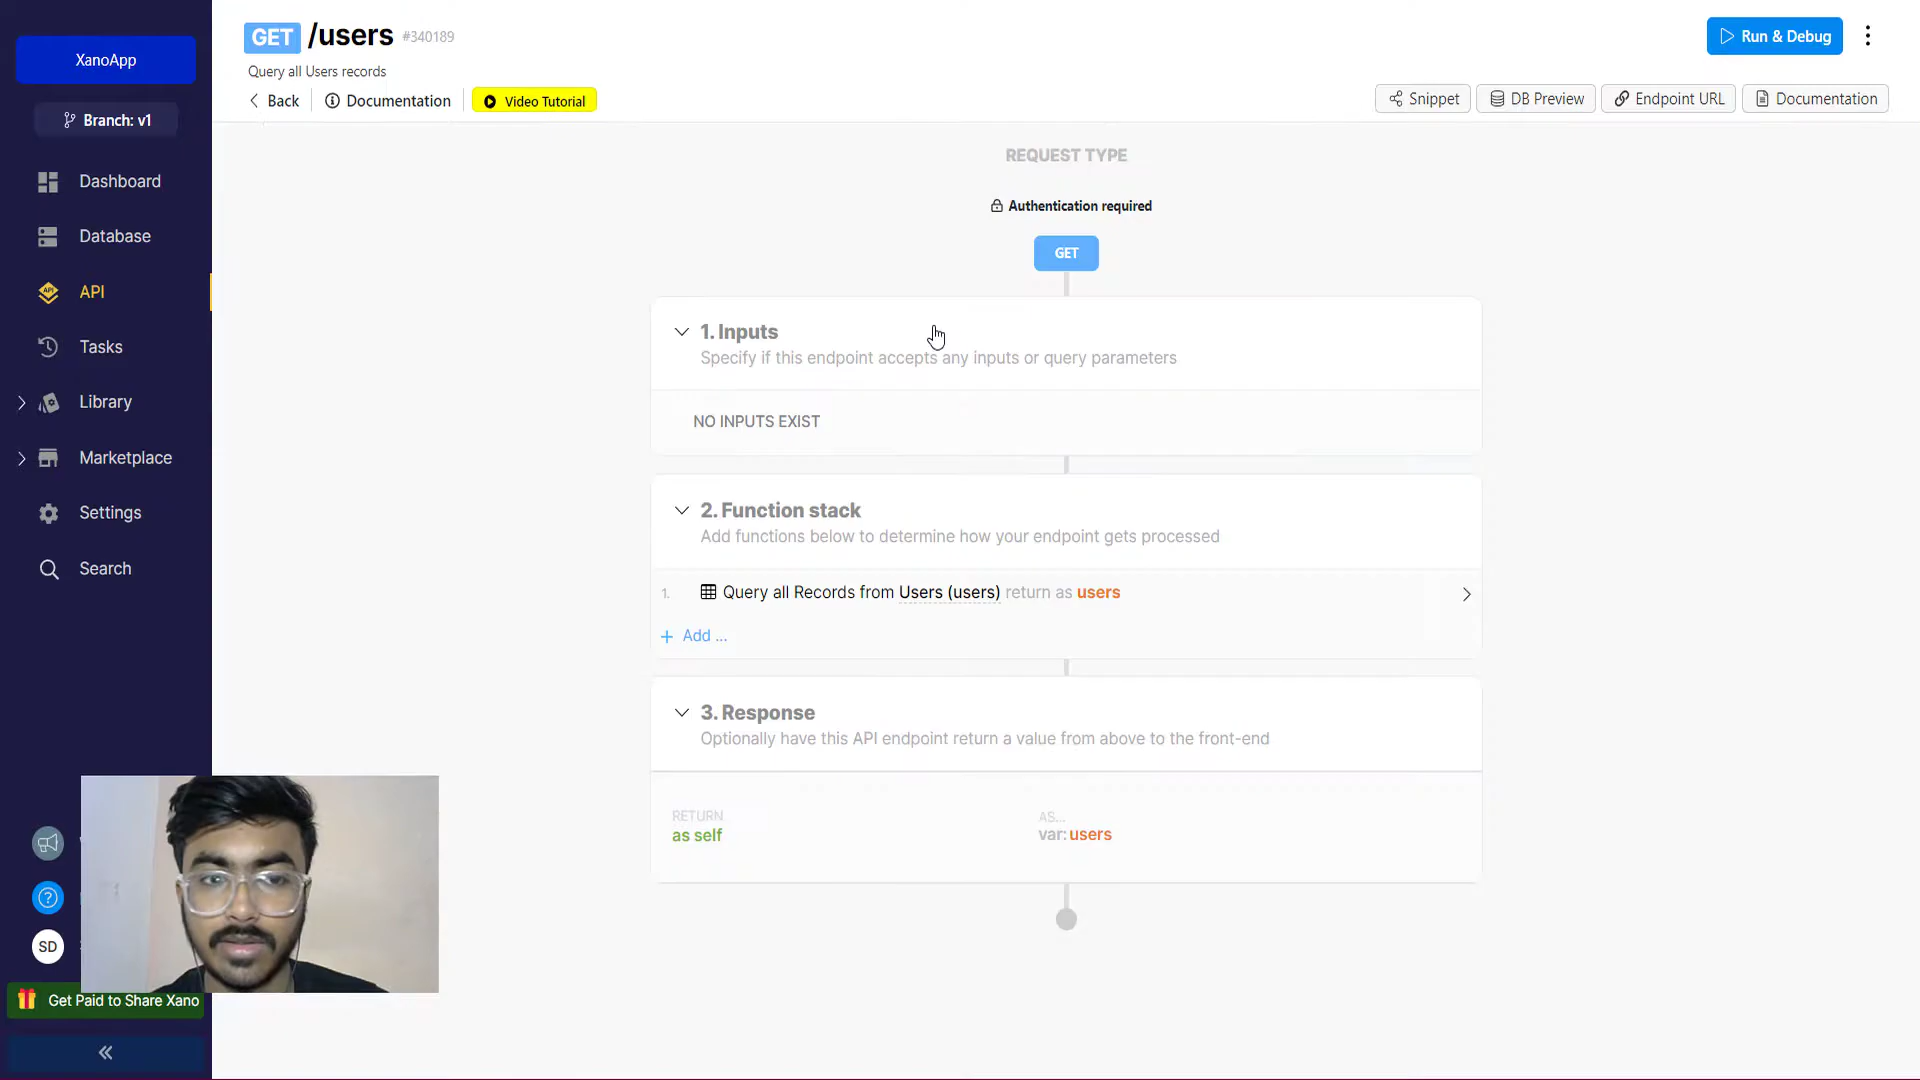 XanoApp
Branch: v1
Dashboard
Database
API
Tasks
Library
Marketplace
Settings
Search
SD
Get Paid to Share Xano
GET /users #340189
Query all Users records
Back
Documentation
Video Tutorial
Run & Debug
Snippet
DB Preview
Endpoint URL
Documentation
REQUEST TYPE
Authentication required
GET
1. Inputs
Specify if this endpoint accepts any inputs or query parameters
NO INPUTS EXIST
2. Function stack
Add functions below to determine how your endpoint gets processed
1. Query all Records from Users (users) return as users
+ Add ...
3. Response
Optionally have this API endpoint return a value from above to the front-end
RETURN
as self
AS...
var: users